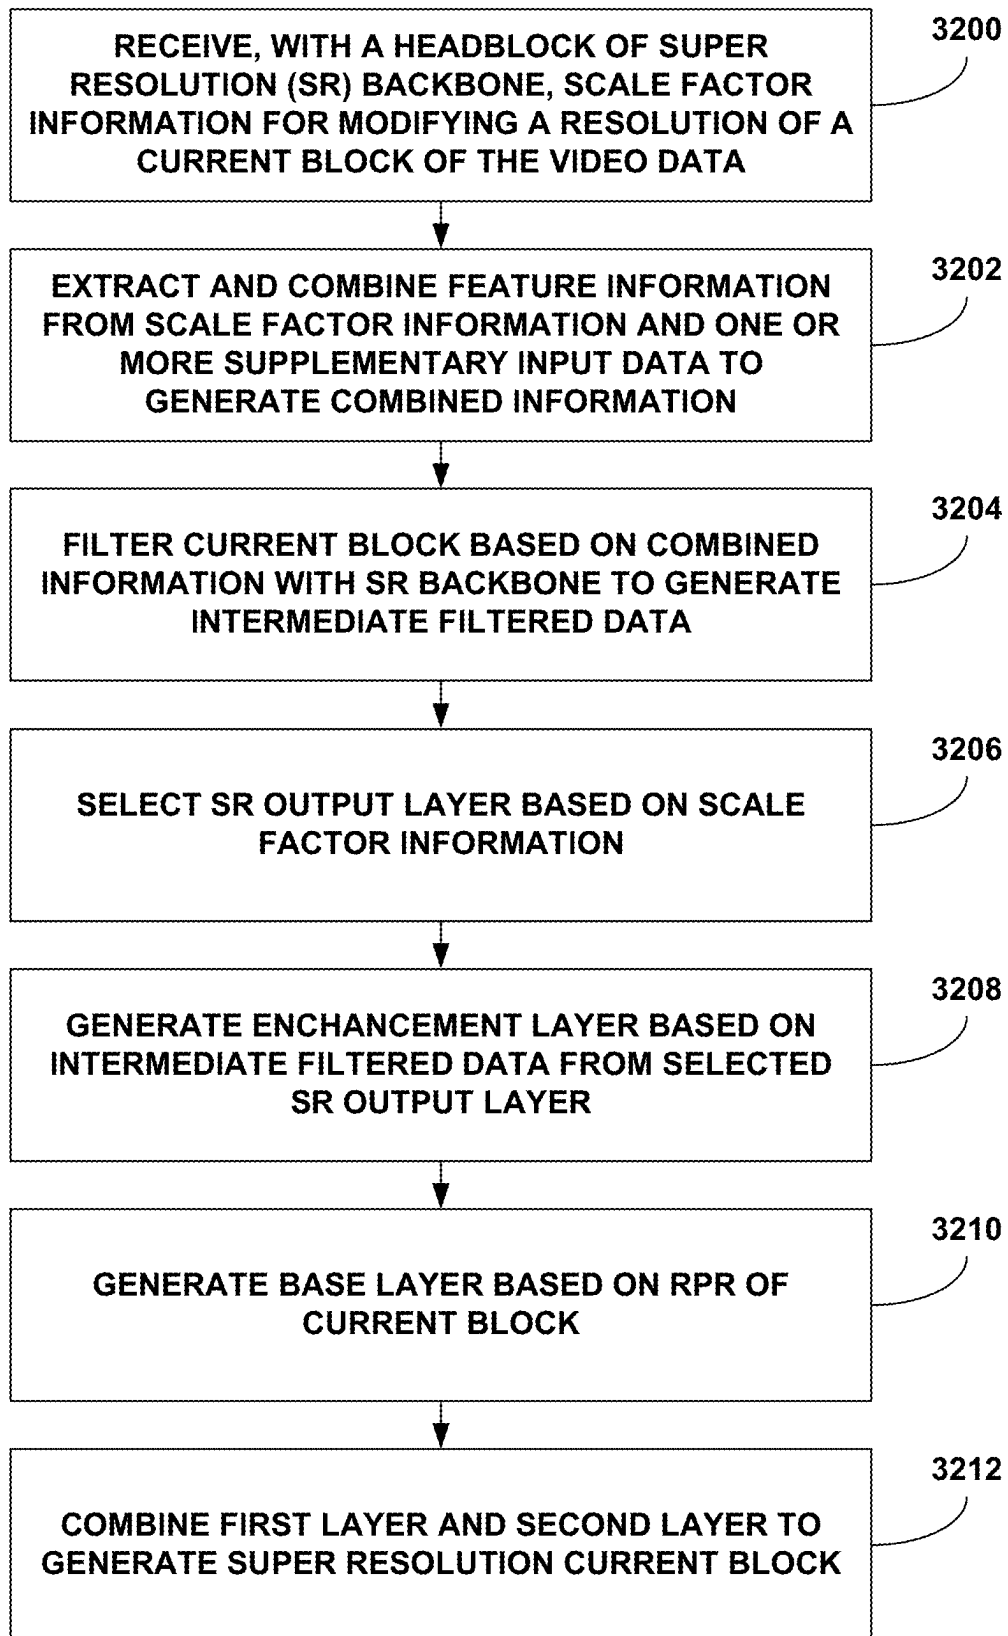 RECEIVE, WITH A HEADBLOCK OF SUPER
RESOLUTION (SR) BACKBONE, SCALE FACTOR
INFORMATION FOR MODIFYING A RESOLUTION OF A
CURRENT BLOCK OF THE VIDEO DATA
3200
EXTRACT AND COMBINE FEATURE INFORMATION
FROM SCALE FACTOR INFORMATION AND ONE OR
MORE SUPPLEMENTARY INPUT DATA TO
GENERATE COMBINED INFORMATION
3202
FILTER CURRENT BLOCK BASED ON COMBINED
INFORMATION WITH SR BACKBONE TO GENERATE
INTERMEDIATE FILTERED DATA
3204
SELECT SR OUTPUT LAYER BASED ON SCALE
FACTOR INFORMATION
3206
GENERATE ENCHANCEMENT LAYER BASED ON
INTERMEDIATE FILTERED DATA FROM SELECTED
SR OUTPUT LAYER
3208
GENERATE BASE LAYER BASED ON RPR OF
CURRENT BLOCK
3210
COMBINE FIRST LAYER AND SECOND LAYER TO
GENERATE SUPER RESOLUTION CURRENT BLOCK
3212